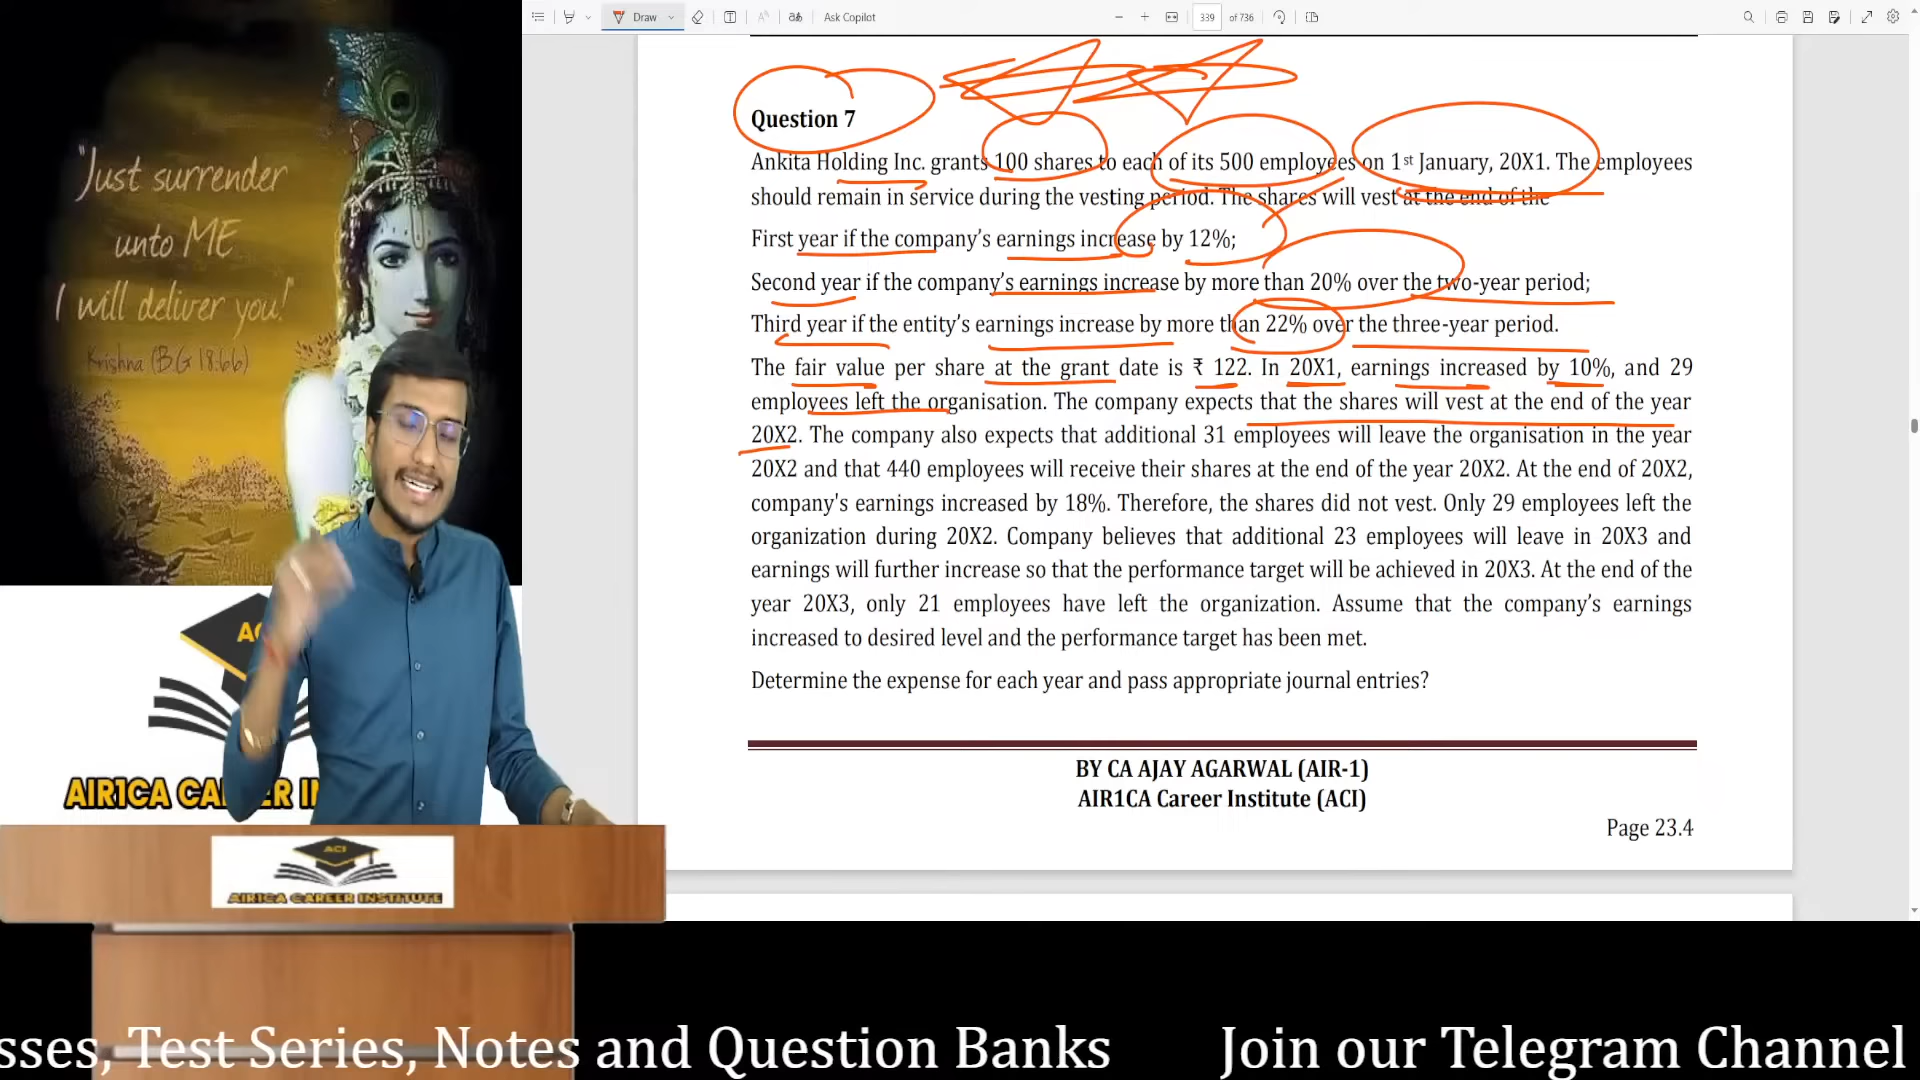 "Just surrender
unto ME
I will deliver you!"
Krishna (BG 18:66)
ACI
AIR1CA CAREER INSTITUTE
Draw
Ask Copilot
339
of 736
Question 7
Ankita Holding Inc. grants 100 shares to each of its 500 employees on 1st January, 20X1. The employees
should remain in service during the vesting period. The shares will vest at the end of the
First year if the company's earnings increase by 12%;
Second year if the company's earnings increase by more than 20% over the two-year period;
Third year if the entity's earnings increase by more than 22% over the three-year period.
The fair value per share at the grant date is ₹ 122. In 20X1, earnings increased by 10%, and 29
employees left the organisation. The company expects that the shares will vest at the end of the year
20X2. The company also expects that additional 31 employees will leave the organisation in the year
20X2 and that 440 employees will receive their shares at the end of the year 20X2. At the end of 20X2,
company's earnings increased by 18%. Therefore, the shares did not vest. Only 29 employees left the
organization during 20X2. Company believes that additional 23 employees will leave in 20X3 and
earnings will further increase so that the performance target will be achieved in 20X3. At the end of the
year 20X3, only 21 employees have left the organization. Assume that the company's earnings
increased to desired level and the performance target has been met.
Determine the expense for each year and pass appropriate journal entries?
BY CA AJAY AGARWAL (AIR-1)
AIR1CA Career Institute (ACI)
Page 23.4
sses, Test Series, Notes and Question Banks
Join our Telegram Channel